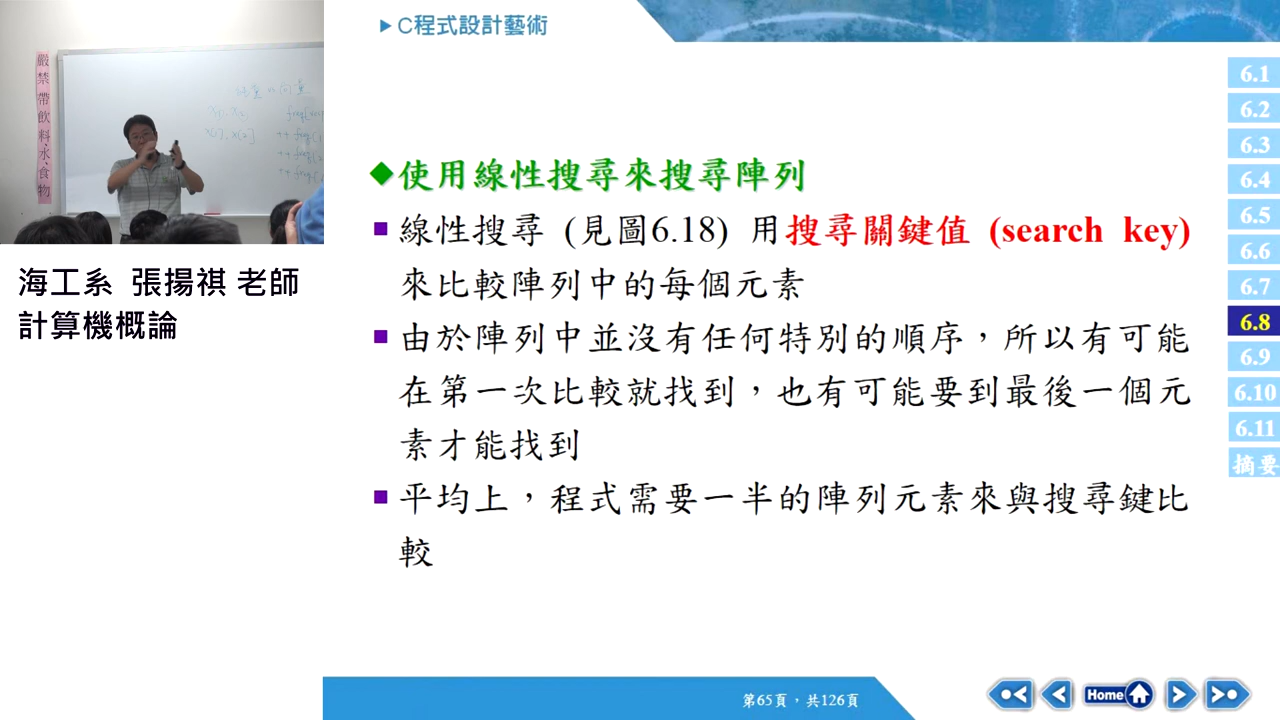 C程式設計藝術
嚴禁帶飲料、水、食物
海工系 張揚祺 老師
計算機概論
使用線性搜尋來搜尋陣列
線性搜尋 (見圖6.18) 用搜尋關鍵值 (search key)
來比較陣列中的每個元素
由於陣列中並沒有任何特別的順序，所以有可能
在第一次比較就找到，也有可能要到最後一個元
素才能找到
平均上，程式需要一半的陣列元素來與搜尋鍵比
較
6.1
6.2
6.3
6.4
6.5
6.6
6.7
6.8
6.9
6.10
6.11
摘要
第65頁，共126頁
Home